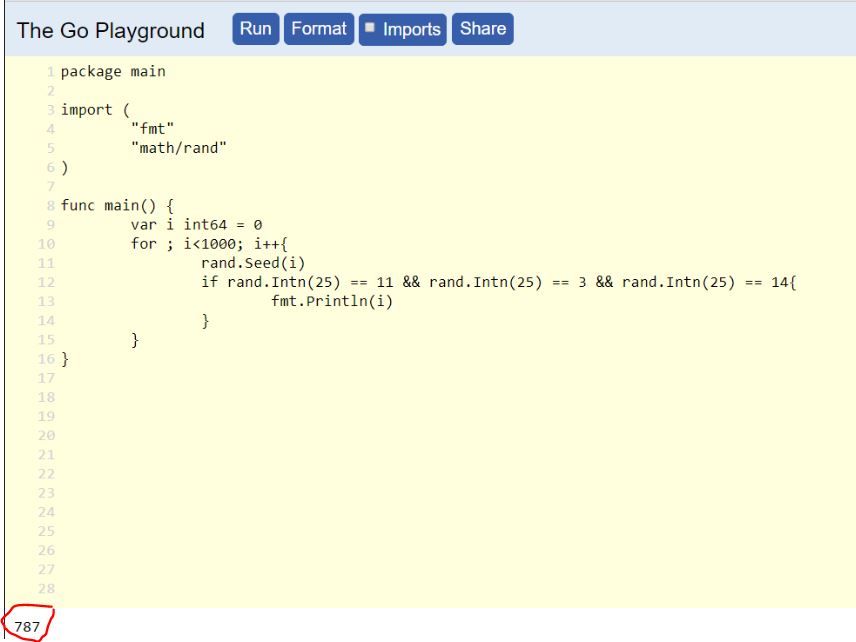 The Go Playground Run Format Imports Share
1 package main
2
3 import (
4 "fmt"
5 "math/rand"
6 )
7
8 func main() {
9 var i int64 = 0
10 for ; i<1000; i++{
11 rand.Seed(i)
12 if rand.Intn(25) == 11 && rand.Intn(25) == 3 && rand.Intn(25) == 14{
13 fmt.Println(i)
14 }
15 }
16 }
17
18
19
20
21
22
23
24
25
26
27
28
787